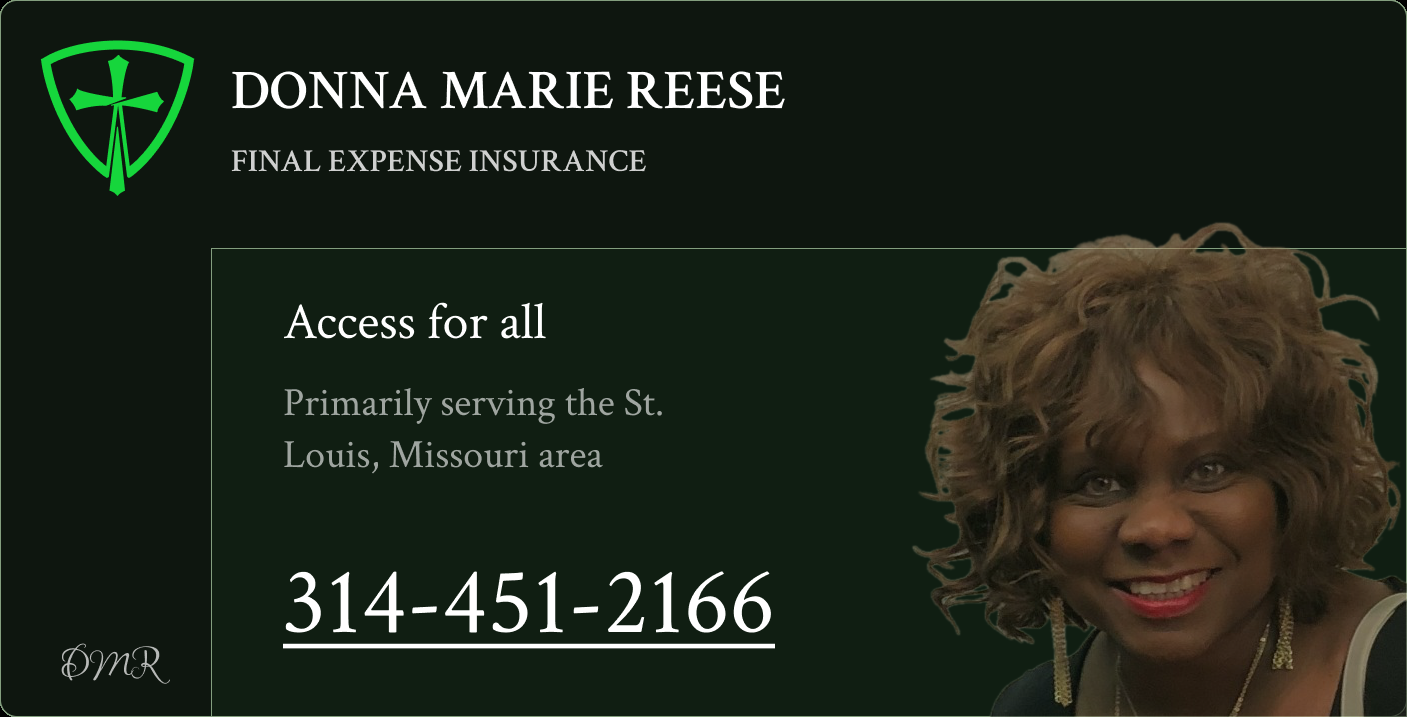 DONNA MARIE REESE
FINAL EXPENSE INSURANCE
Access for all
Primarily serving the St.
Louis, Missouri area
314-451-2166
DMR